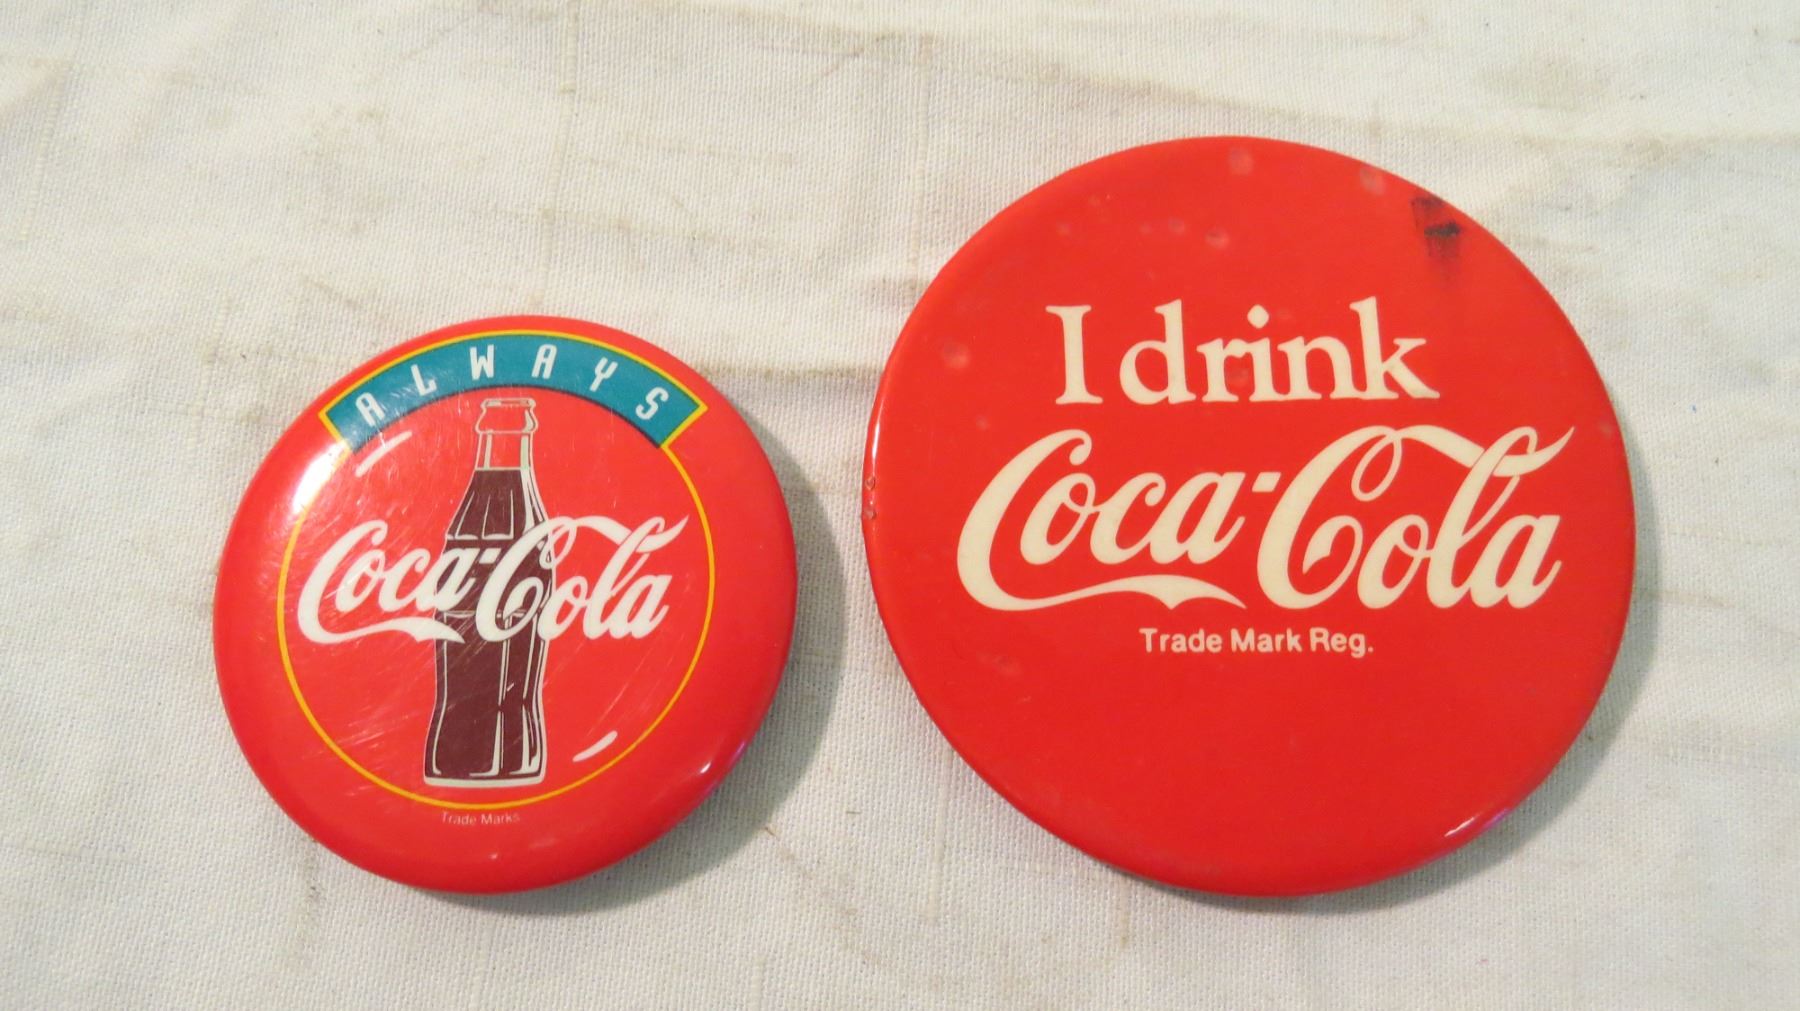 ALWAYS
Coca-Cola
Trade Marks
I drink
Coca-Cola
Trade Mark Reg.